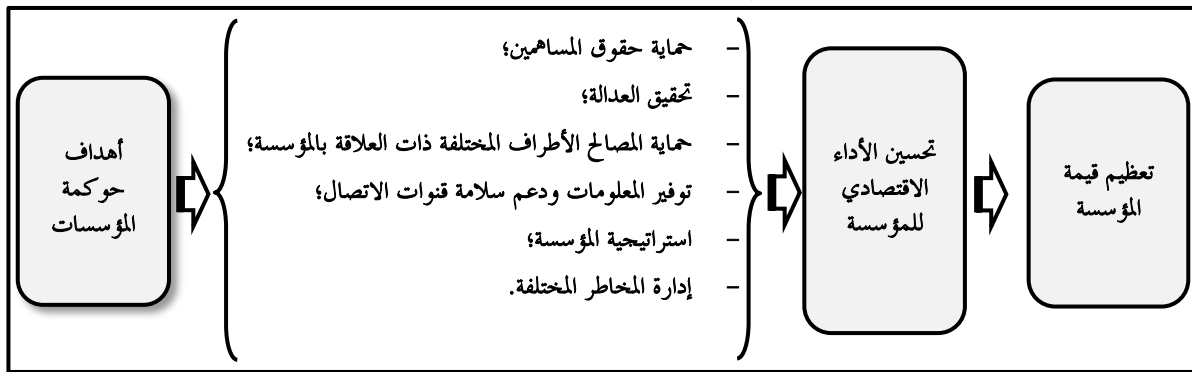 أهداف
حوكمة
المؤسسات
- حماية حقوق المساهمين؛
- تحقيق العدالة؛
- حماية المصالح الأطراف المختلفة ذات العلاقة بالمؤسسة؛
- توفير المعلومات ودعم سلامة قنوات الاتصال؛
- استراتيجية المؤسسة؛
- إدارة المخاطر المختلفة.
تحسين الأداء
الاقتصادي
للمؤسسة
تعظيم قيمة
المؤسسة